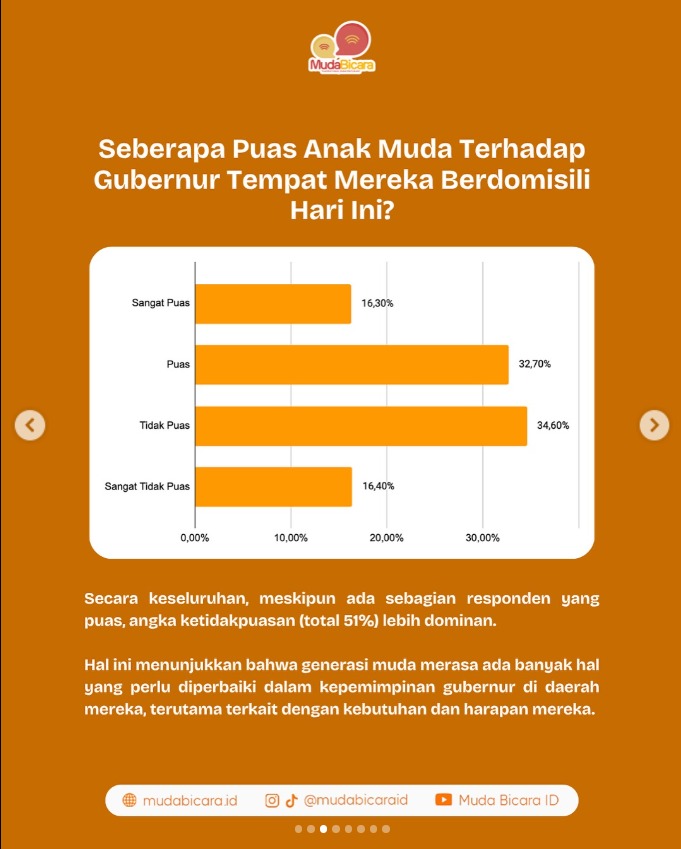 MudaBicara
Seberapa Puas Anak Muda Terhadap
Gubernur Tempat Mereka Berdomisili
Hari Ini?
Sangat Puas
16,30%
Puas
32,70%
Tidak Puas
34,60%
Sangat Tidak Puas
16,40%
0,00%
10,00%
20,00%
30,00%
Secara keseluruhan, meskipun ada sebagian responden yang
puas, angka ketidakpuasan (total 51%) lebih dominan.
Hal ini menunjukkan bahwa generasi muda merasa ada banyak hal
yang perlu diperbaiki dalam kepemimpinan gubernur di daerah
mereka, terutama terkait dengan kebutuhan dan harapan mereka.
mudabicara.id
@mudabicaraid
Muda Bicara ID